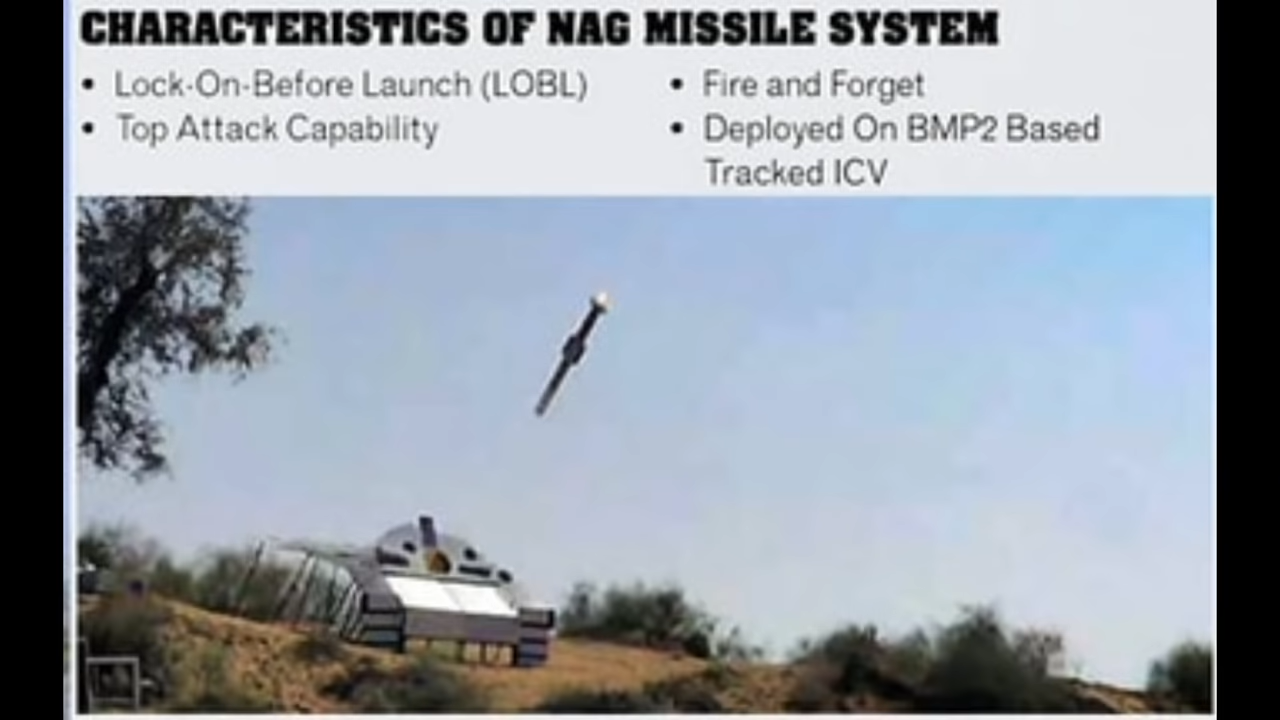 CHARACTERISTICS OF NAG MISSILE SYSTEM
• Lock-On-Before Launch (LOBL)
• Top Attack Capability
• Fire and Forget
• Deployed On BMP2 Based
Tracked ICV